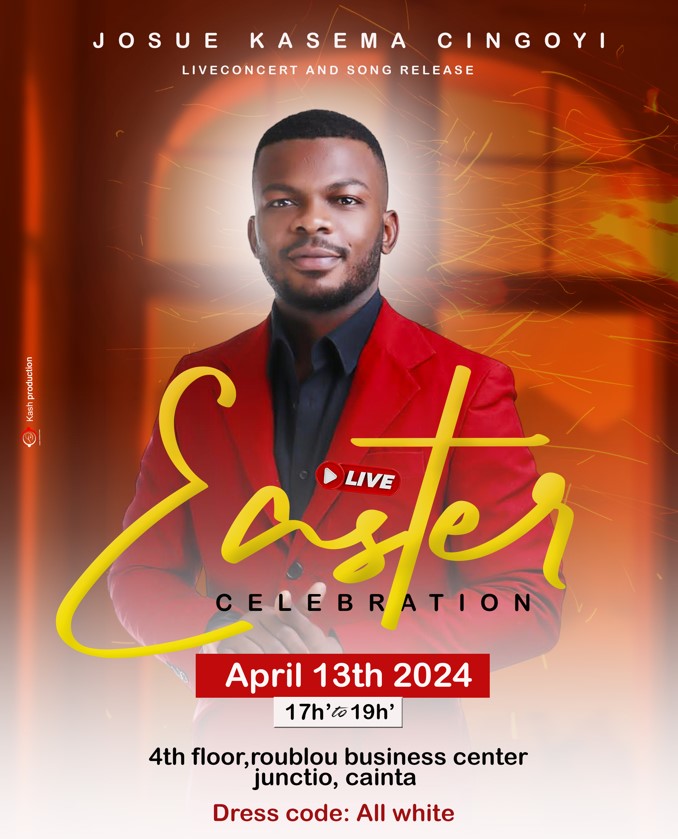 JOSUE KASEMA CINGOYI
LIVECONCERT AND SONG RELEASE
Kash production
Easter
LIVE
CELEBRATION
April 13th 2024
17h’to 19h’
4th floor,roublou business center
junctio, cainta
Dress code: All white